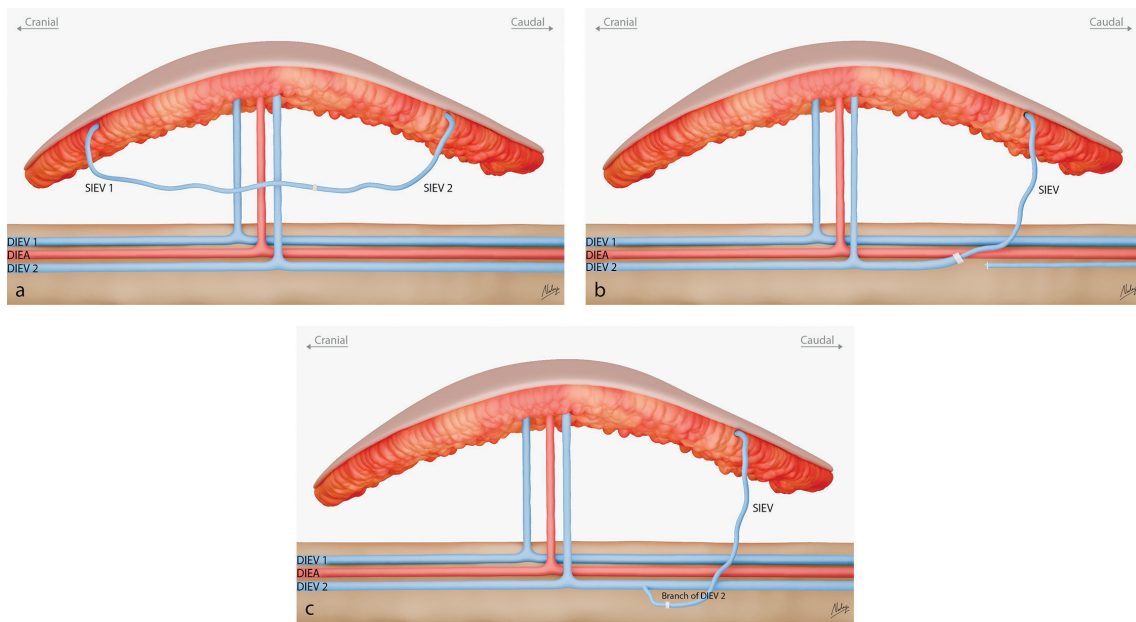 Cranial
Caudal
SIEV 1
SIEV 2
DIEV 1
DIEA
DIEV 2
a
Cranial
Caudal
SIEV
DIEV 1
DIEA
DIEV 2
b
Cranial
Caudal
SIEV
DIEV 1
DIEA
DIEV 2
Branch of DIEV 2
c